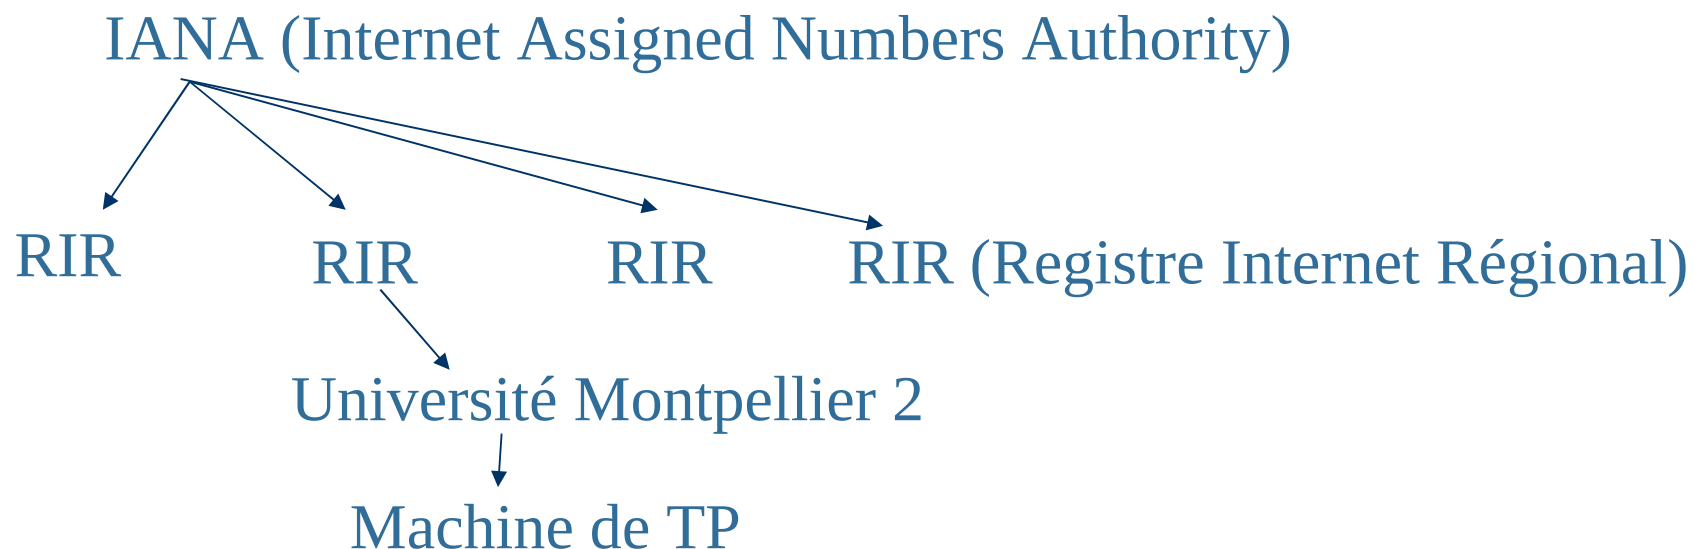 IANA (Internet Assigned Numbers Authority)
RIR RIR RIR RIR (Registre Internet Régional)
Université Montpellier 2
Machine de TP